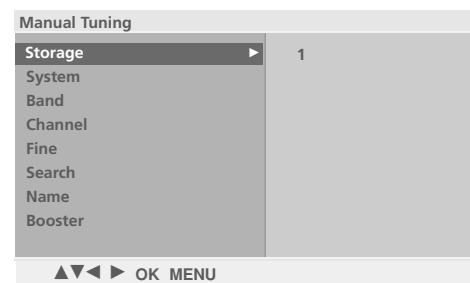 Manual Tuning
Storage ► 1
System
Band
Channel
Fine
Search
Name
Booster
▲▼◄ ► OK MENU